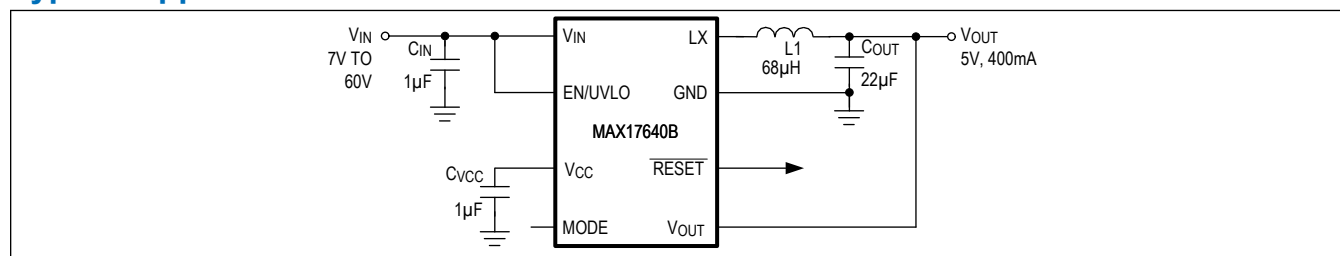 VIN
7V TO
60V
CIN
1µF
VIN
EN/UVLO
MAX17640B
VCC
MODE
LX
GND
RESET
VOUT
L1
68µH
COUT
22µF
VOUT
5V, 400mA
CVCC
1µF